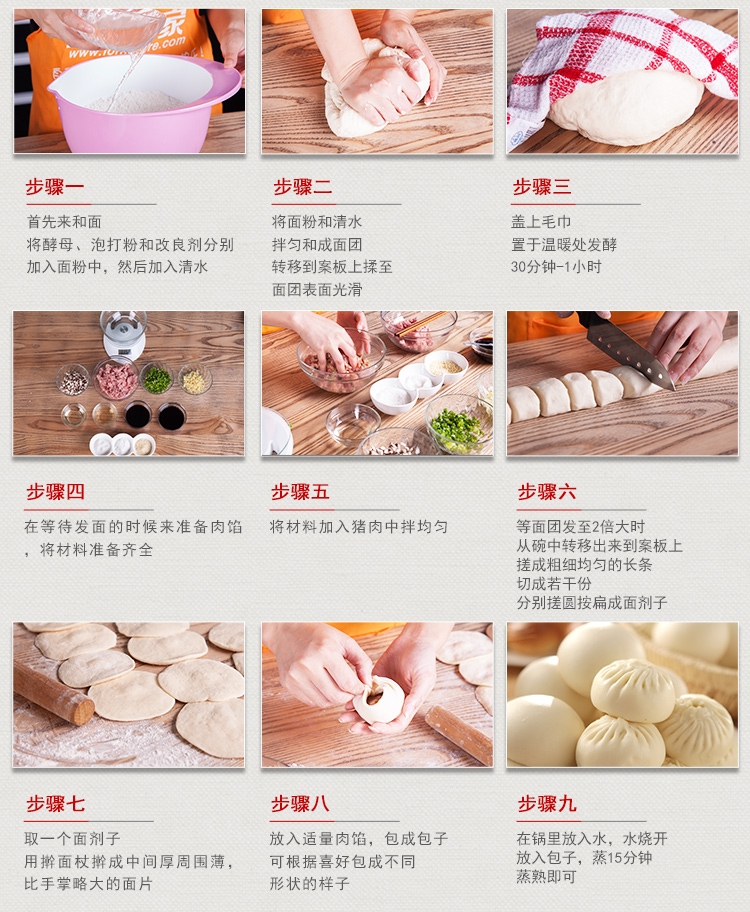 家
www.fotile.re.com
步骤一
首先来和面
将酵母、泡打粉和改良剂分别
加入面粉中，然后加入清水
步骤二
将面粉和清水
拌匀和成面团
转移到案板上揉至
面团表面光滑
步骤三
盖上毛巾
置于温暖处发酵
30分钟-1小时
步骤四
在等待发面的时候来准备肉馅
，将材料准备齐全
步骤五
将材料加入猪肉中拌均匀
步骤六
等面团发至2倍大时
从碗中转移出来到案板上
搓成粗细均匀的长条
切成若干份
分别搓圆按扁成面剂子
步骤七
取一个面剂子
用擀面杖擀成中间厚周围薄，
比手掌略大的面片
步骤八
放入适量肉馅，包成包子
可根据喜好包成不同
形状的样子
步骤九
在锅里放入水，水烧开
放入包子，蒸15分钟
蒸熟即可